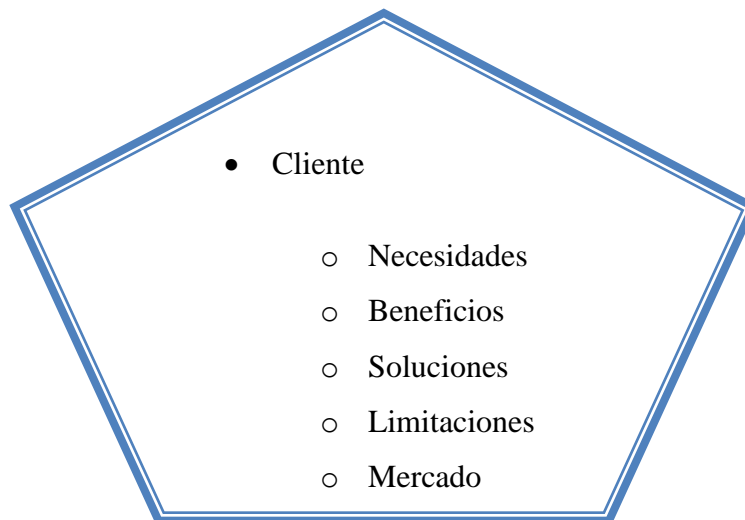 • Cliente
o Necesidades
o Beneficios
o Soluciones
o Limitaciones
o Mercado